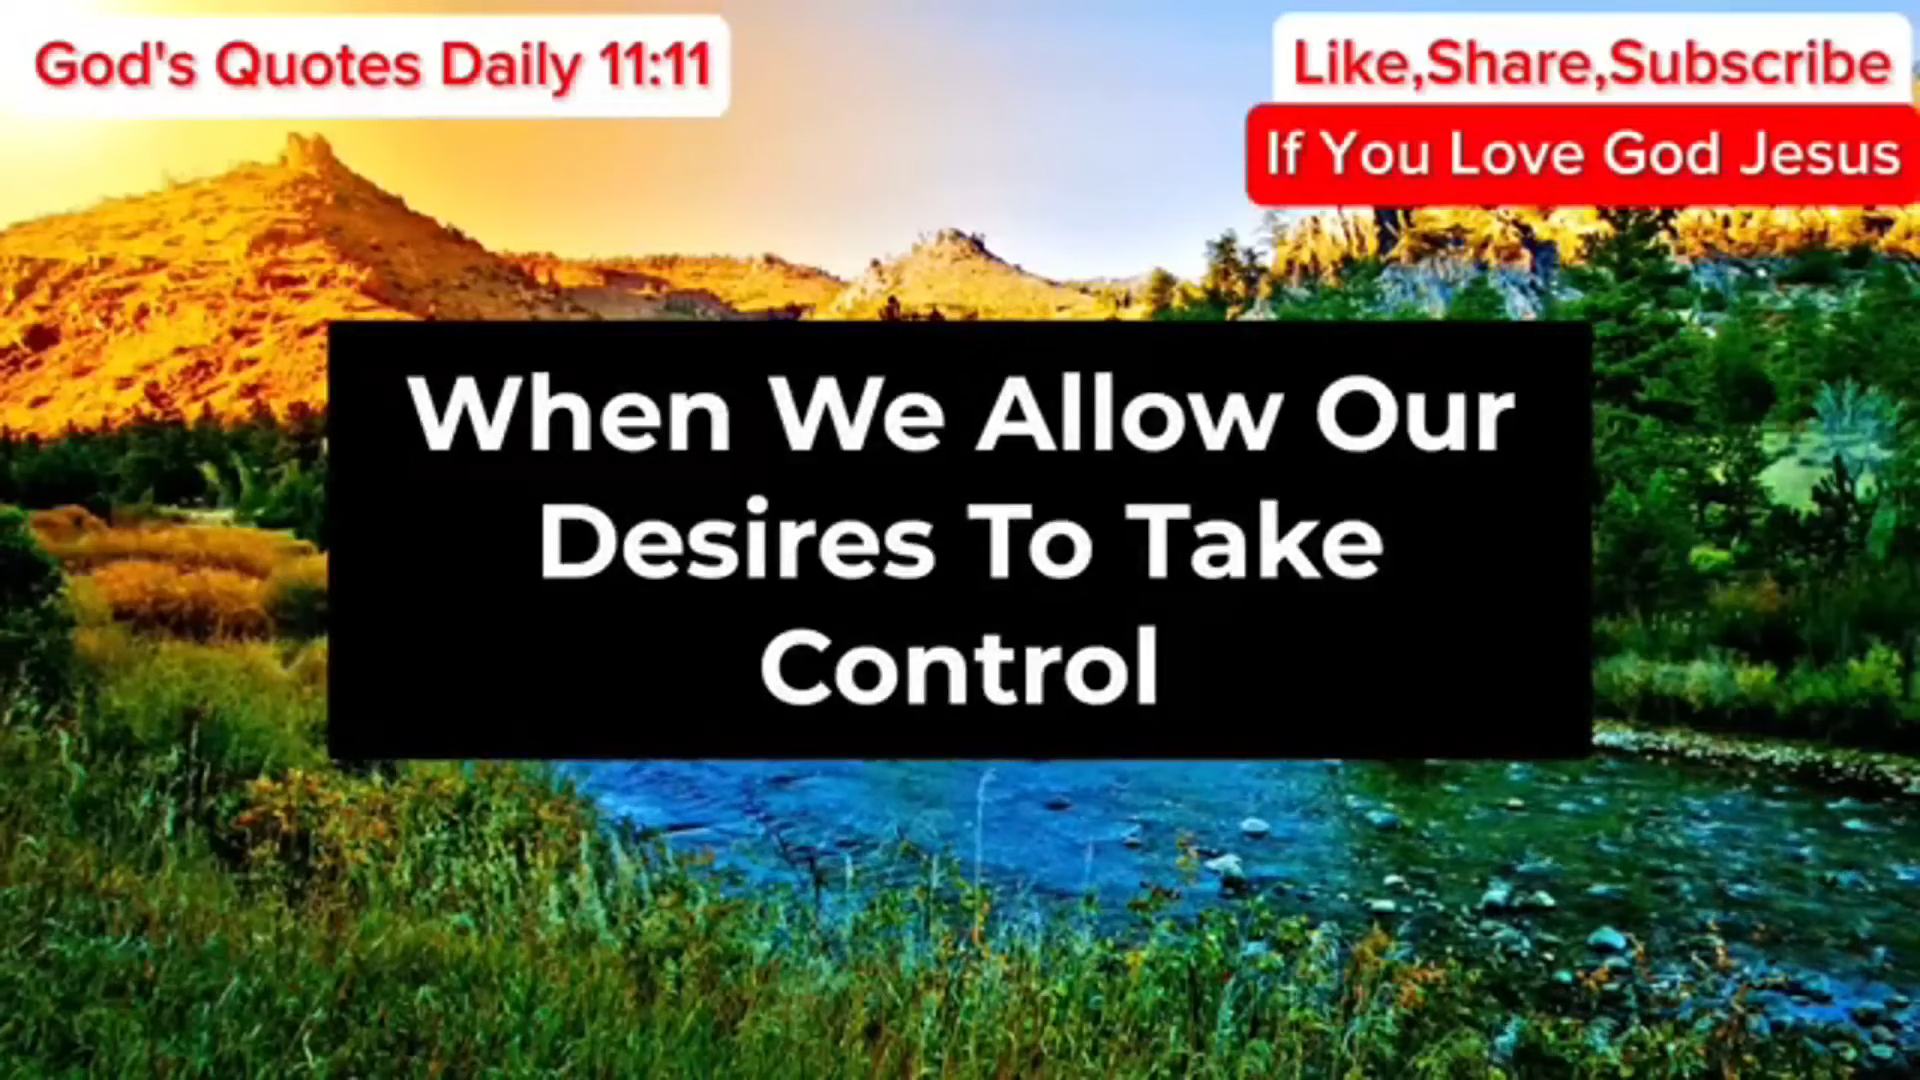 God's Quotes Daily 11:11
Like,Share,Subscribe
If You Love God Jesus
When We Allow Our
Desires To Take
Control